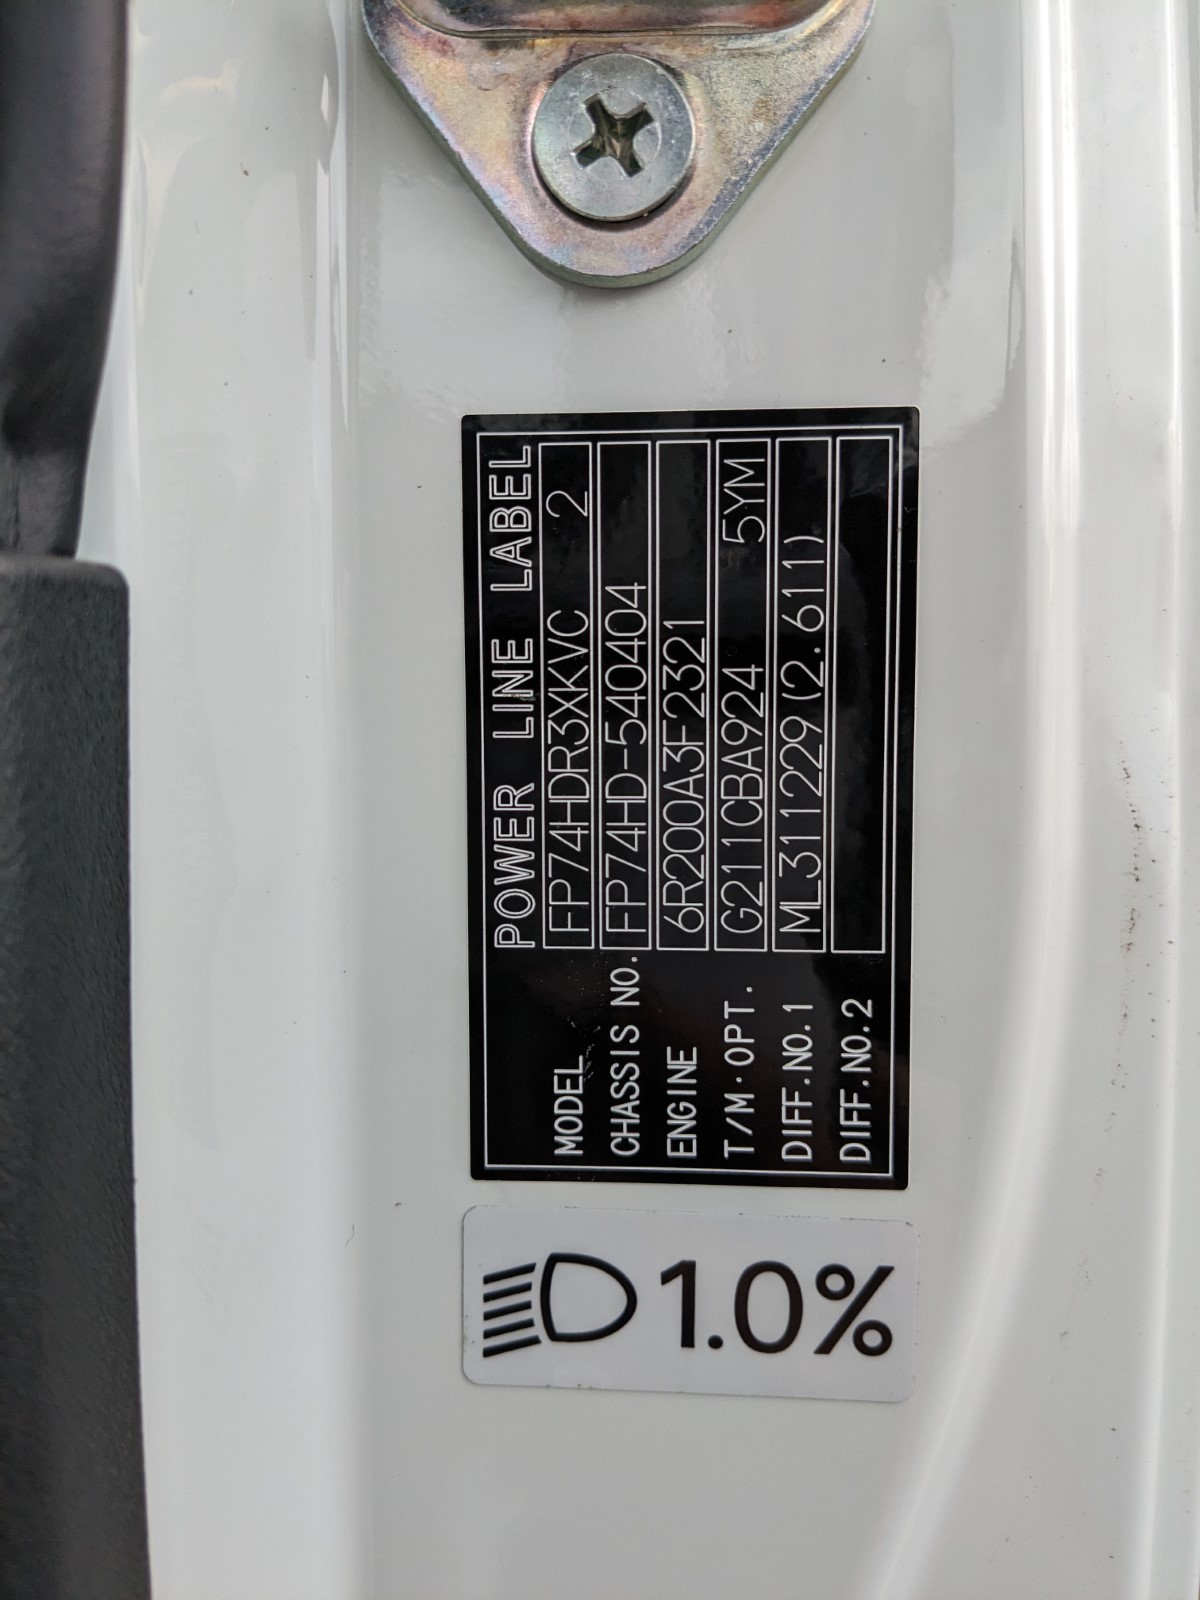 POWER LINE LABEL
MODEL FP74HDR3XKVC 2
CHASSIS NO. FP74HD-540404
ENGINE 6R200A3F2321
T/M·OPT. G211CBA924 5YM
DIFF.NO.1 ML311229(2.611)
DIFF.NO.2
1.0%